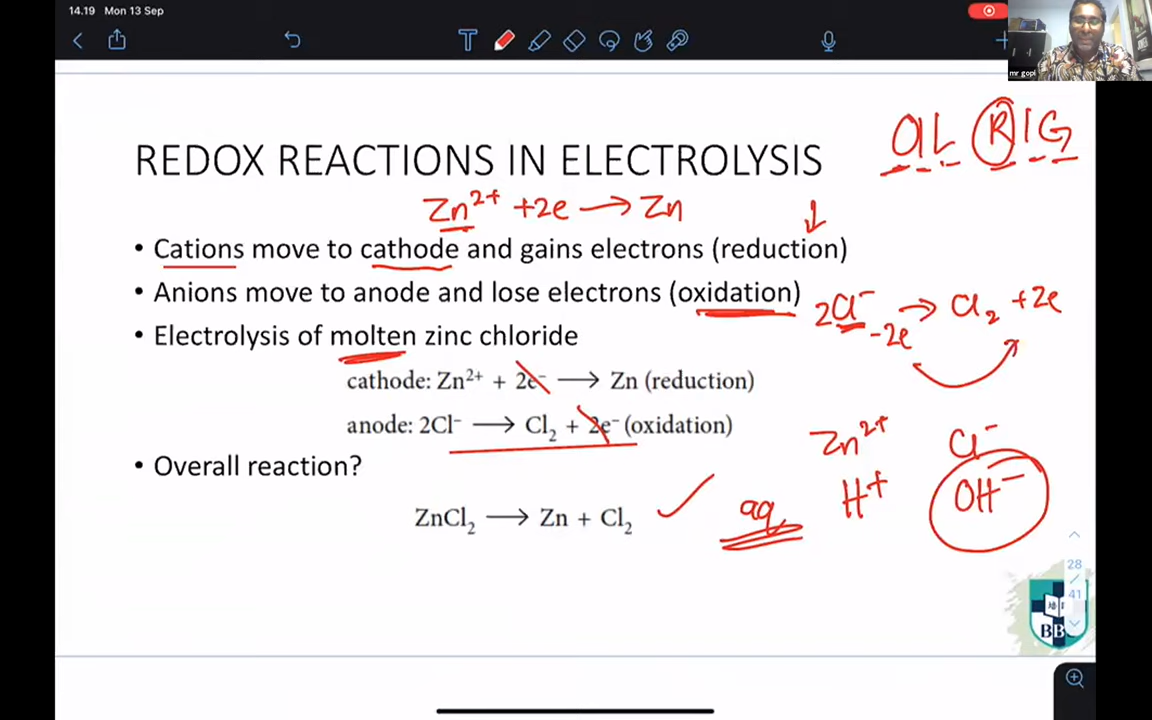 14.19 Mon 13 Sep
mr gopi
OIL RIG
REDOX REACTIONS IN ELECTROLYSIS
Zn²⁺ +2e → Zn
• Cations move to cathode and gains electrons (reduction)
• Anions move to anode and lose electrons (oxidation)
2Cl⁻ -2e → Cl₂ +2e
• Electrolysis of molten zinc chloride
cathode: Zn²⁺ + 2e⁻ ⟶ Zn (reduction)
anode: 2Cl⁻ ⟶ Cl₂ + 2e⁻ (oxidation)
Zn²⁺ Cl⁻
• Overall reaction?
H⁺ OH⁻
ZnCl₂ ⟶ Zn + Cl₂
aq
28
/
41
BB